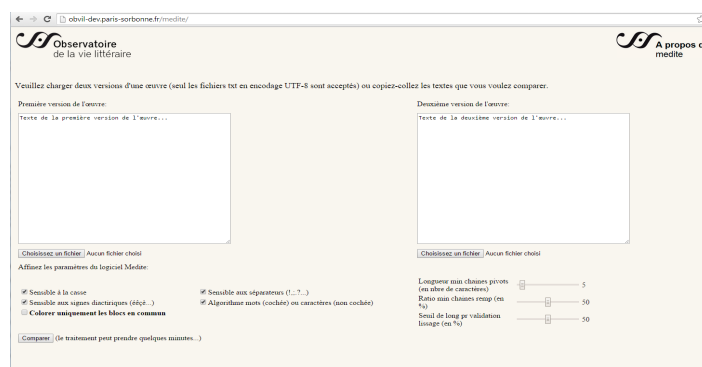 obvil-dev.paris-sorbonne.fr/medite/
Observatoire
de la vie littéraire
A propos d
medite
Veuillez charger deux versions d'une œuvre (seul les fichiers txt en encodage UTF-8 sont acceptés) ou copiez-collez les textes que vous voulez comparer.
Première version de l'œuvre:
Deuxième version de l'œuvre:
Texte de la première version de l'œuvre...
Texte de la deuxième version de l'œuvre...
Choisissez un fichier Aucun fichier choisi
Choisissez un fichier Aucun fichier choisi
Affinez les paramètres du logiciel Medite:
Sensible à la casse
Sensible aux séparateurs (!,;.?...)
Sensible aux signes diactiriques (éèçê...)
Algorithme mots (cochée) ou caractères (non cochée)
Colorer uniquement les blocs en commun
Longueur min chaines pivots
(en nbre de caractères)
5
Ratio min chaines remp (en
%)
50
Seuil de long pr validation
lissage (en %)
50
Comparer (le traitement peut prendre quelques minutes...)